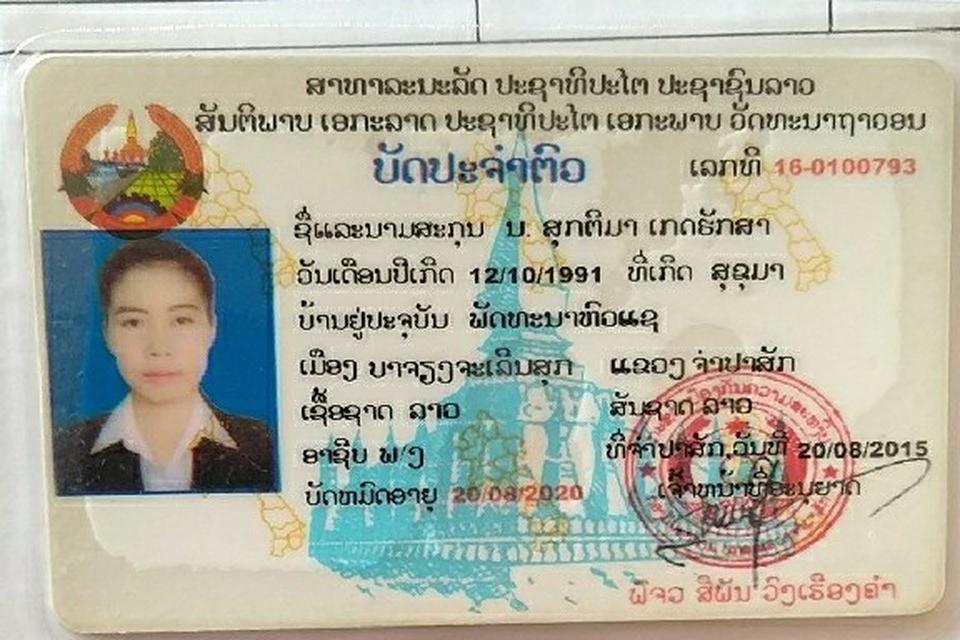 ສາທາລະນະລັດ ປະຊາທິປະໄຕ ປະຊາຊົນລາວ
ສັນຕິພາບ ເອກະລາດ ປະຊາທິປະໄຕ ເອກະພາບ ວັດທະນາຖາວອນ
ບັດປະຈຳຕົວ ເລກທີ 16-0100793
ຊື່ແລະນາມສະກຸນ ນ. ສຸກຕິມາ ເກດຮັກສາ
ວັນເດືອນປີເກີດ 12/10/1991 ທີ່ເກີດ ສຸຂຸມາ
ບ້ານຢູ່ປະຈຸບັນ ພັດທະນາຫົວແຊ
ເມືອງ ບາຈຽງຈະເລີນສຸກ ແຂວງ ຈຳປາສັກ
ເຊື້ອຊາດ ລາວ ສັນຊາດ ລາວ
ອາຊີບ ພ/ງ ທີ່ຈຳປາສັກ,ວັນທີ 20/08/2015
ບັດຫມົດອາຍຸ 20/08/2020 ເຈົ້າຫນ້າທີ່ອະນຸຍາດ
ພັຈວ ສີພັນ ວົງເຮືອງຄຳ